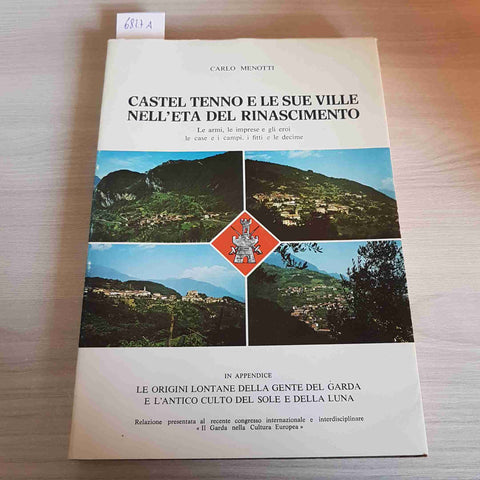 6817 A
CARLO MENOTTI
CASTEL TENNO E LE SUE VILLE
NELL'ETA DEL RINASCIMENTO
Le armi, le imprese e gli eroi
le case e i campi, i fitti e le decime
IN APPENDICE
LE ORIGINI LONTANE DELLA GENTE DEL GARDA
E L'ANTICO CULTO DEL SOLE E DELLA LUNA
Relazione presentata al recente congresso internazionale e interdisciplinare
« Il Garda nella Cultura Europea »